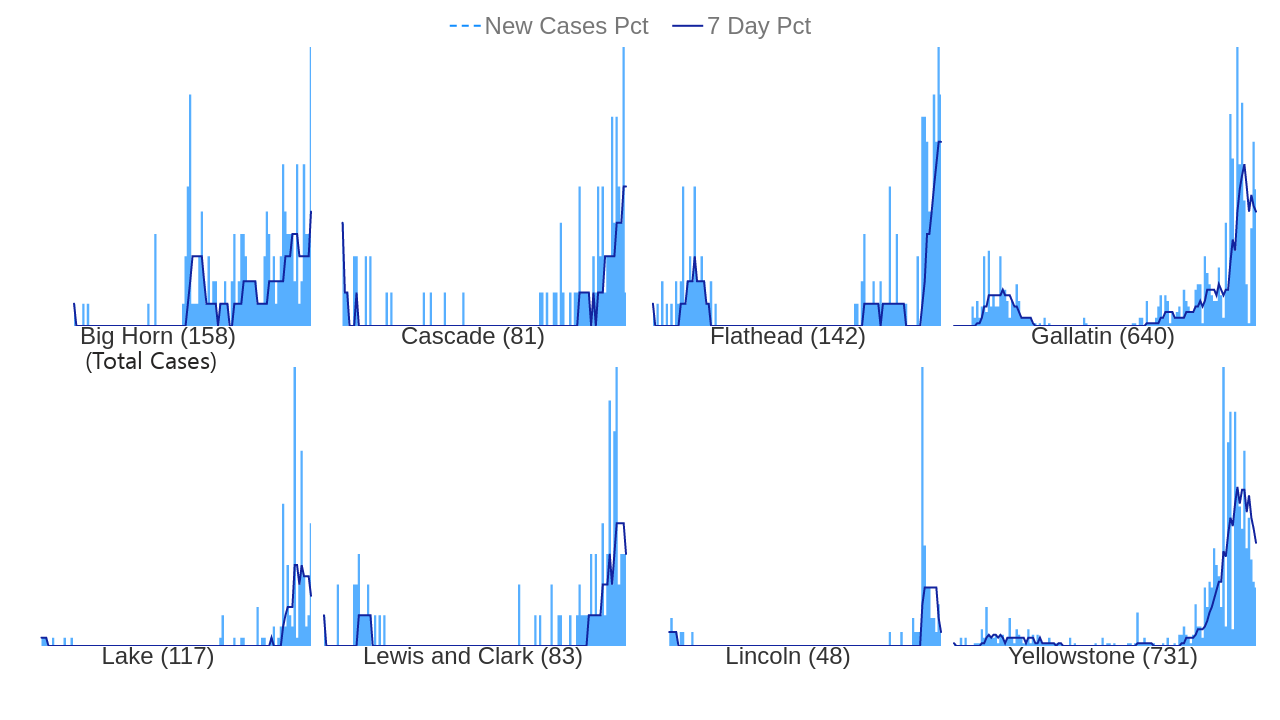 New Cases Pct 7 Day Pct
Big Horn (158) Cascade (81) Flathead (142) Gallatin (640)
(Total Cases)
Lake (117) Lewis and Clark (83) Lincoln (48) Yellowstone (731)